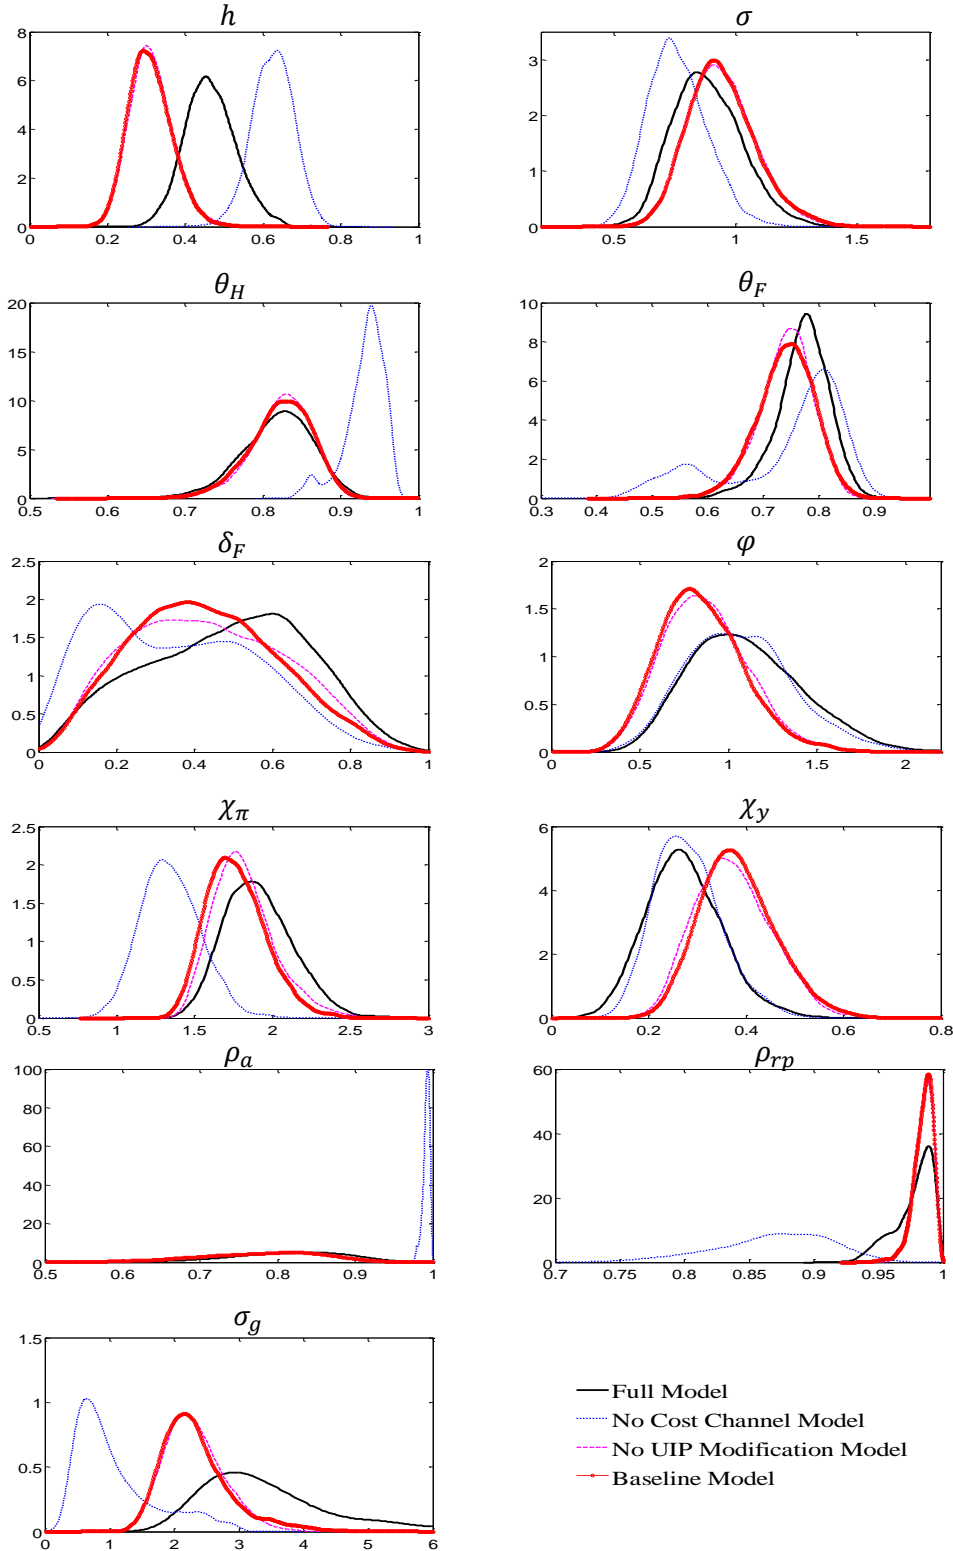 h
σ
8
6
4
2
0
0 0.2 0.4 0.6 0.8 1
3
2
1
0
0.5 1 1.5
θ_H
θ_F
20
15
10
5
0
0.5 0.6 0.7 0.8 0.9 1
10
8
6
4
2
0
0.3 0.4 0.5 0.6 0.7 0.8 0.9
δ_F
φ
2.5
2
1.5
1
0.5
0
0 0.2 0.4 0.6 0.8 1
2
1.5
1
0.5
0
0 0.5 1 1.5 2
χ_π
χ_y
2.5
2
1.5
1
0.5
0
0.5 1 1.5 2 2.5 3
6
4
2
0
0 0.2 0.4 0.6 0.8
ρ_a
ρ_rp
100
80
60
40
20
0
0.5 0.6 0.7 0.8 0.9 1
60
40
20
0
0.7 0.75 0.8 0.85 0.9 0.95 1
σ_g
1.5
1
0.5
0
0 1 2 3 4 5 6
Full Model
No Cost Channel Model
No UIP Modification Model
Baseline Model